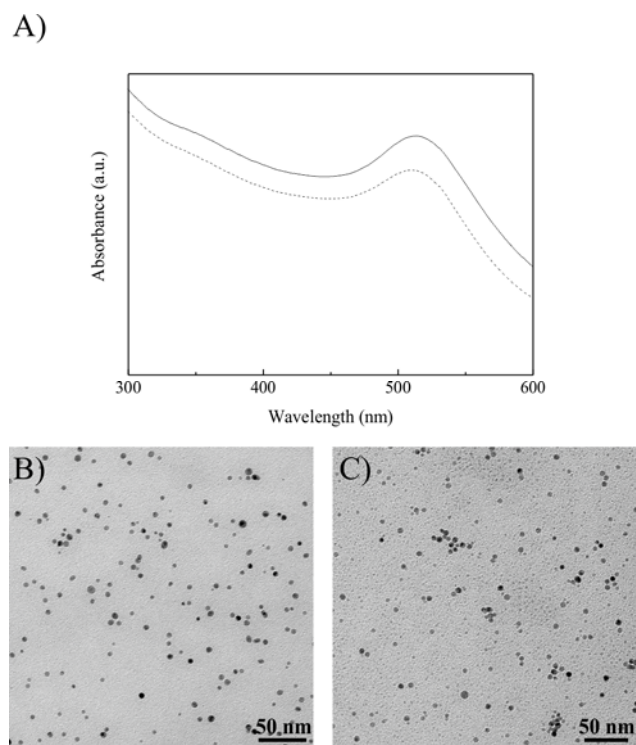 A)
Absorbance (a.u.)
300 400 500 600
Wavelength (nm)
B)
C)
50 nm
50 nm